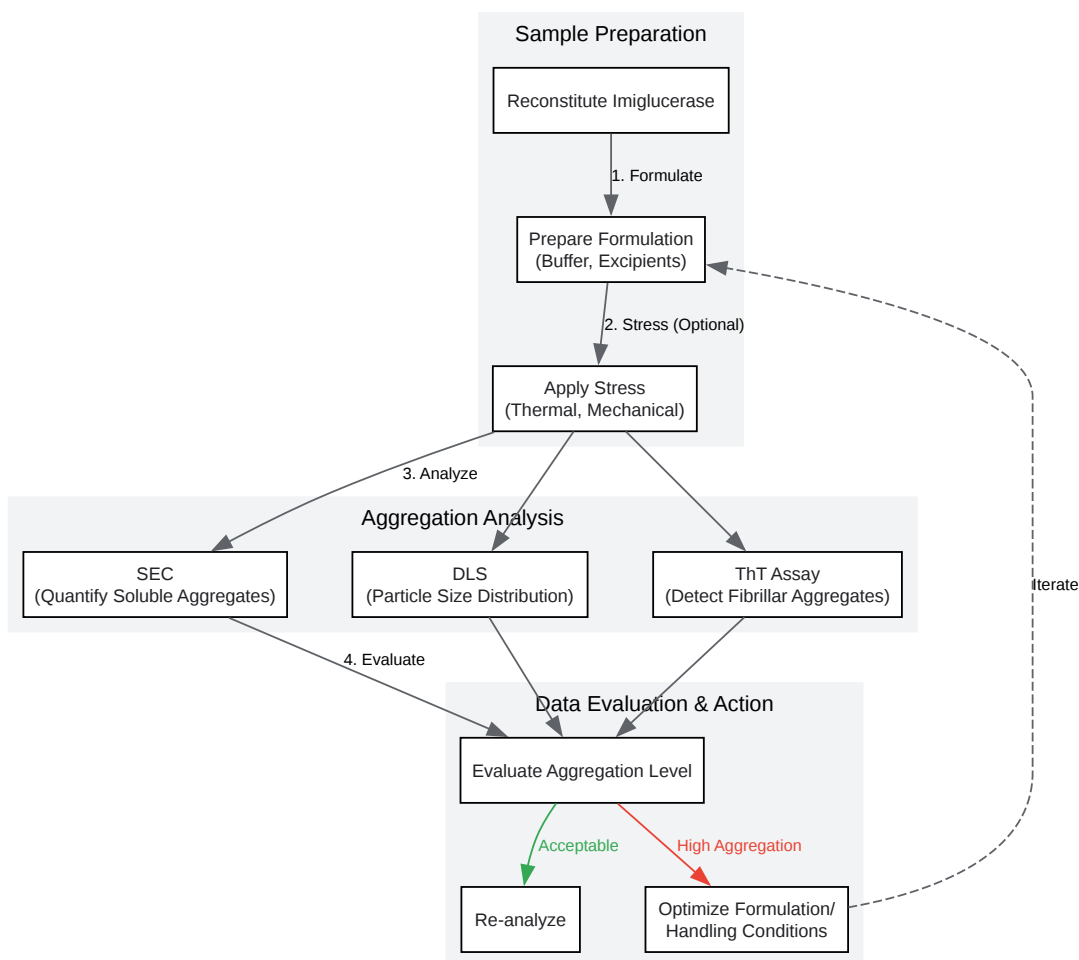 Sample Preparation
Reconstitute Imiglucerase
1. Formulate
Prepare Formulation
(Buffer, Excipients)
2. Stress (Optional)
Apply Stress
(Thermal, Mechanical)
3. Analyze
Aggregation Analysis
SEC
(Quantify Soluble Aggregates)
DLS
(Particle Size Distribution)
ThT Assay
(Detect Fibrillar Aggregates)
Iterate
4. Evaluate
Data Evaluation & Action
Evaluate Aggregation Level
Acceptable
High Aggregation
Re-analyze
Optimize Formulation/
Handling Conditions